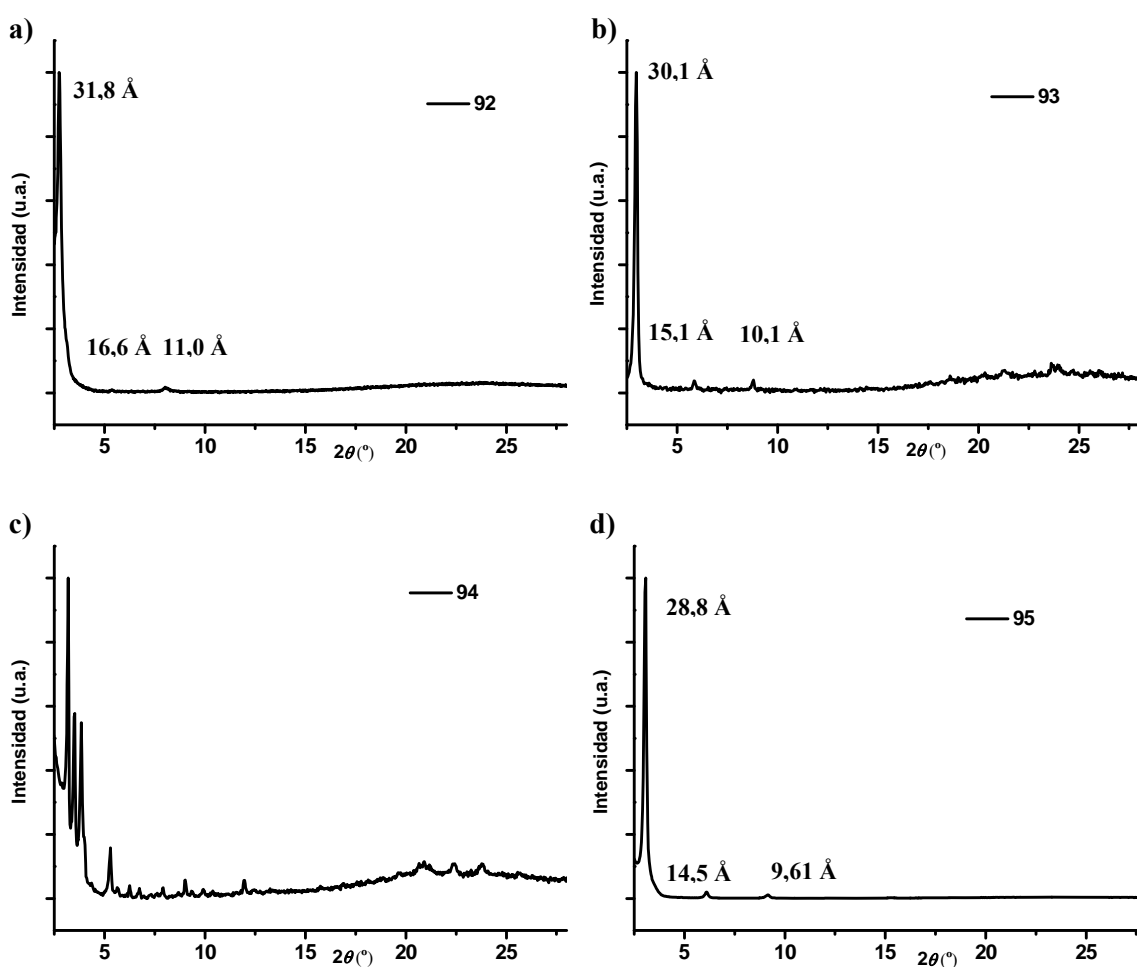 a)
31,8 Å
92
16,6 Å 11,0 Å
Intensidad (u.a.)
5 10 15 20 25
2θ (º)
b)
30,1 Å
93
15,1 Å 10,1 Å
Intensidad (u.a.)
5 10 15 20 25
2θ (º)
c)
94
Intensidad (u.a.)
5 10 15 20 25
2θ (º)
d)
28,8 Å
95
14,5 Å 9,61 Å
Intensidad (u.a.)
5 10 15 20 25
2θ (º)